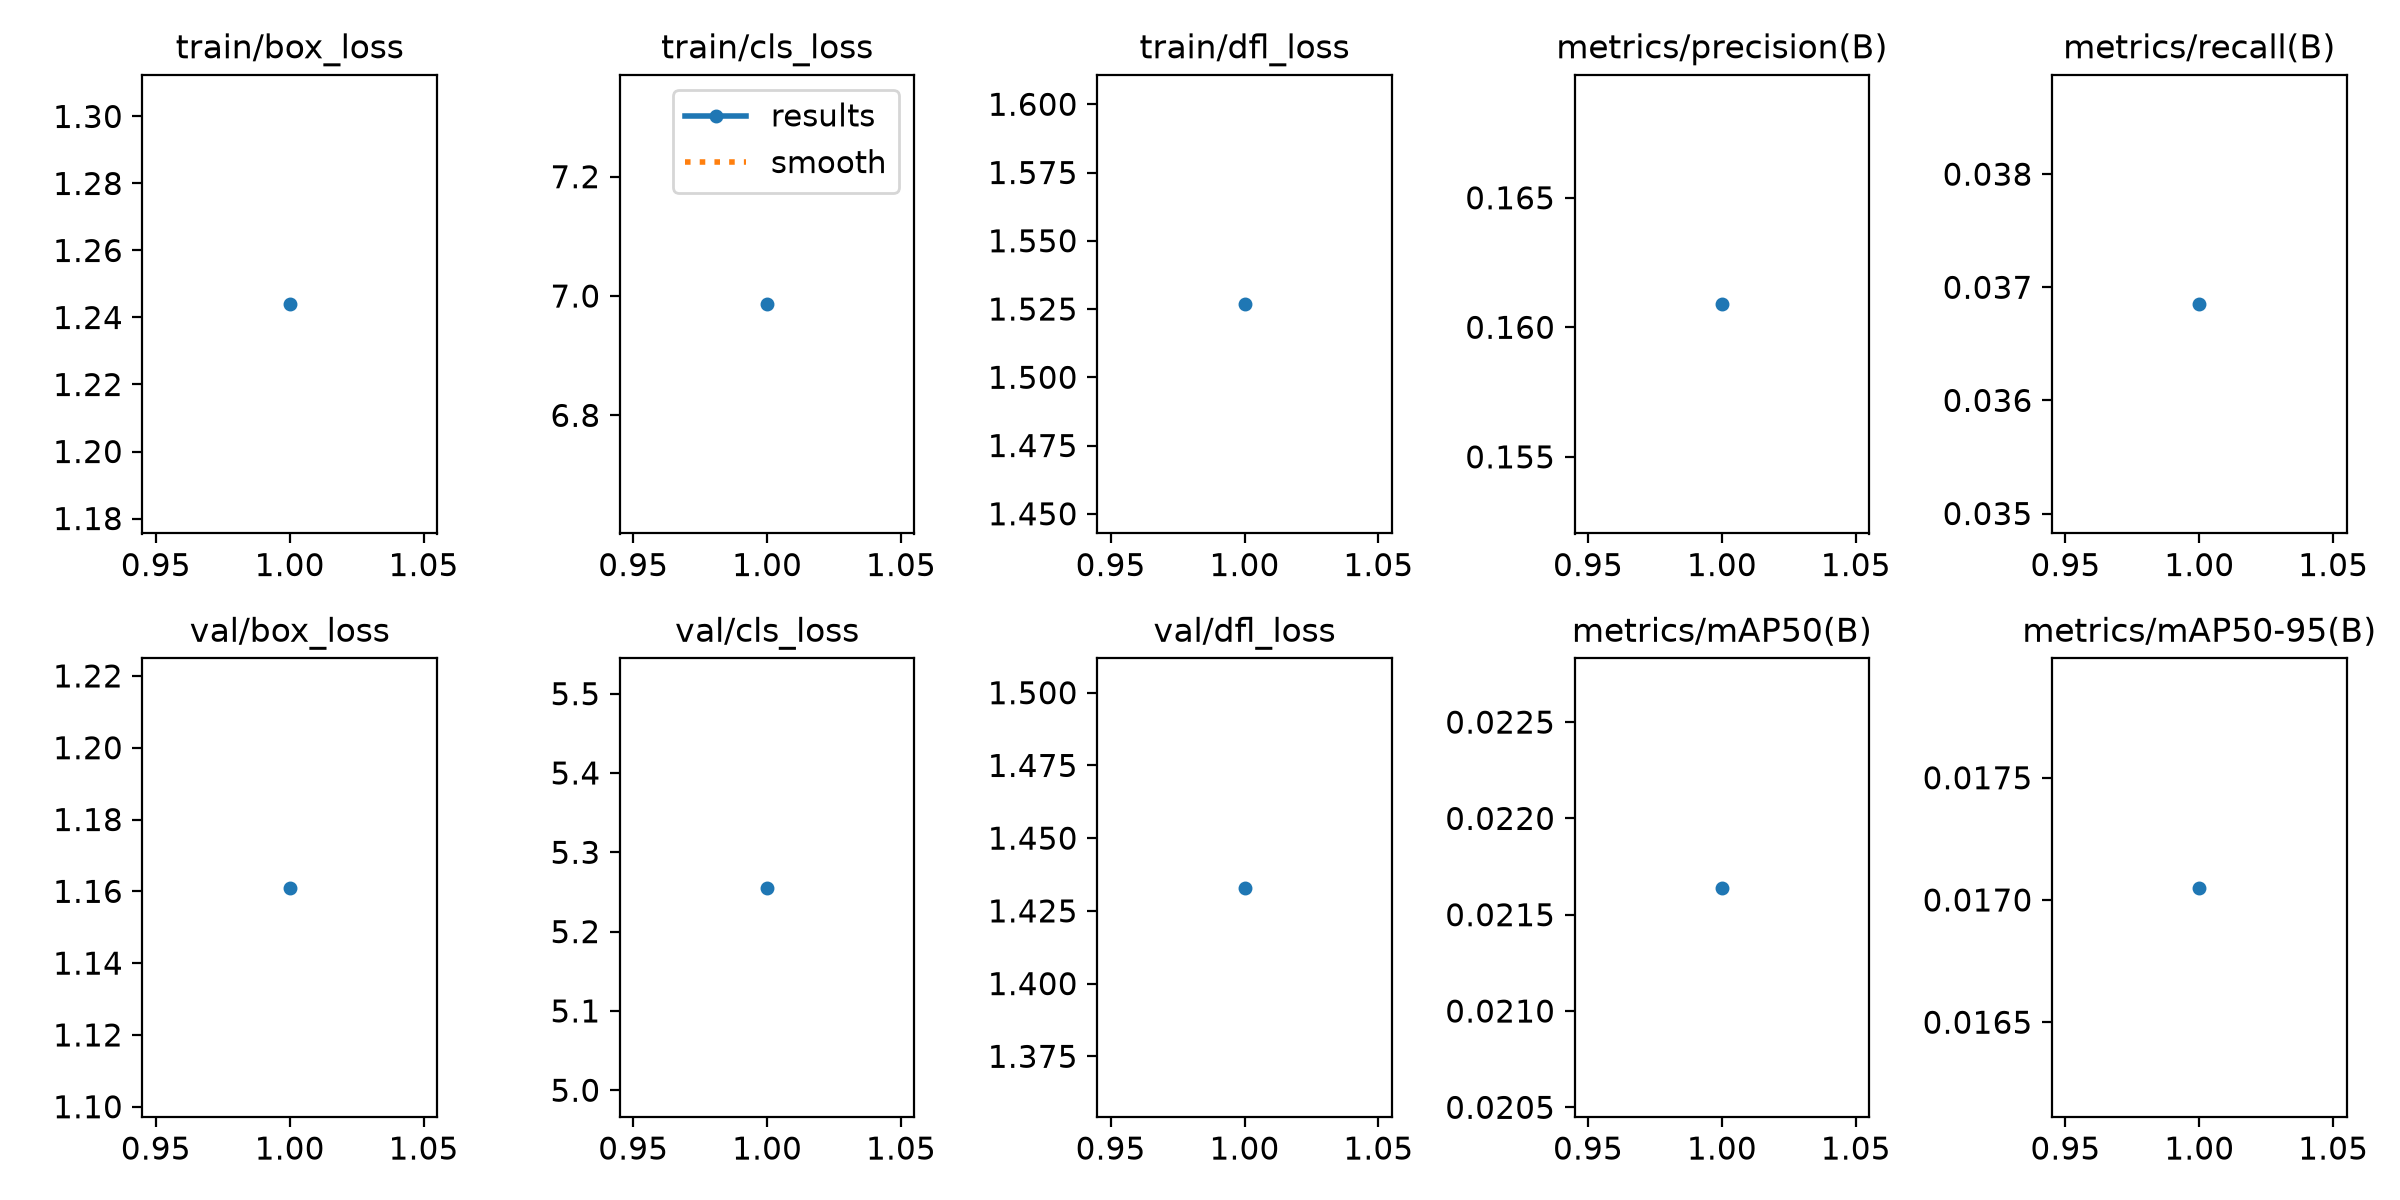 train/box_loss
1.30
1.28
1.26
1.24
1.22
1.20
1.18
0.95 1.00 1.05
train/cls_loss
results
smooth
7.2
7.0
6.8
0.95 1.00 1.05
train/dfl_loss
1.600
1.575
1.550
1.525
1.500
1.475
1.450
0.95 1.00 1.05
metrics/precision(B)
0.165
0.160
0.155
0.95 1.00 1.05
metrics/recall(B)
0.038
0.037
0.036
0.035
0.95 1.00 1.05
val/box_loss
1.22
1.20
1.18
1.16
1.14
1.12
1.10
0.95 1.00 1.05
val/cls_loss
5.5
5.4
5.3
5.2
5.1
5.0
0.95 1.00 1.05
val/dfl_loss
1.500
1.475
1.450
1.425
1.400
1.375
0.95 1.00 1.05
metrics/mAP50(B)
0.0225
0.0220
0.0215
0.0210
0.0205
0.95 1.00 1.05
metrics/mAP50-95(B)
0.0175
0.0170
0.0165
0.95 1.00 1.05